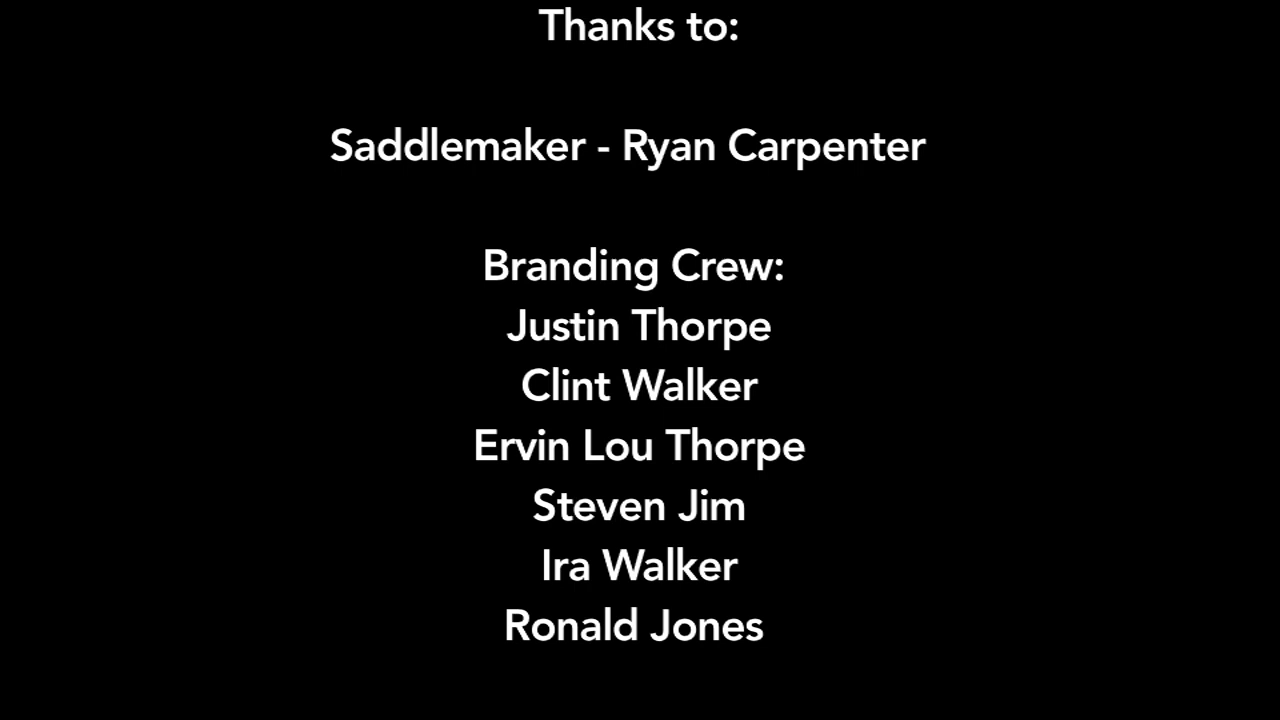 Thanks to:
Saddlemaker - Ryan Carpenter
Branding Crew:
Justin Thorpe
Clint Walker
Ervin Lou Thorpe
Steven Jim
Ira Walker
Ronald Jones